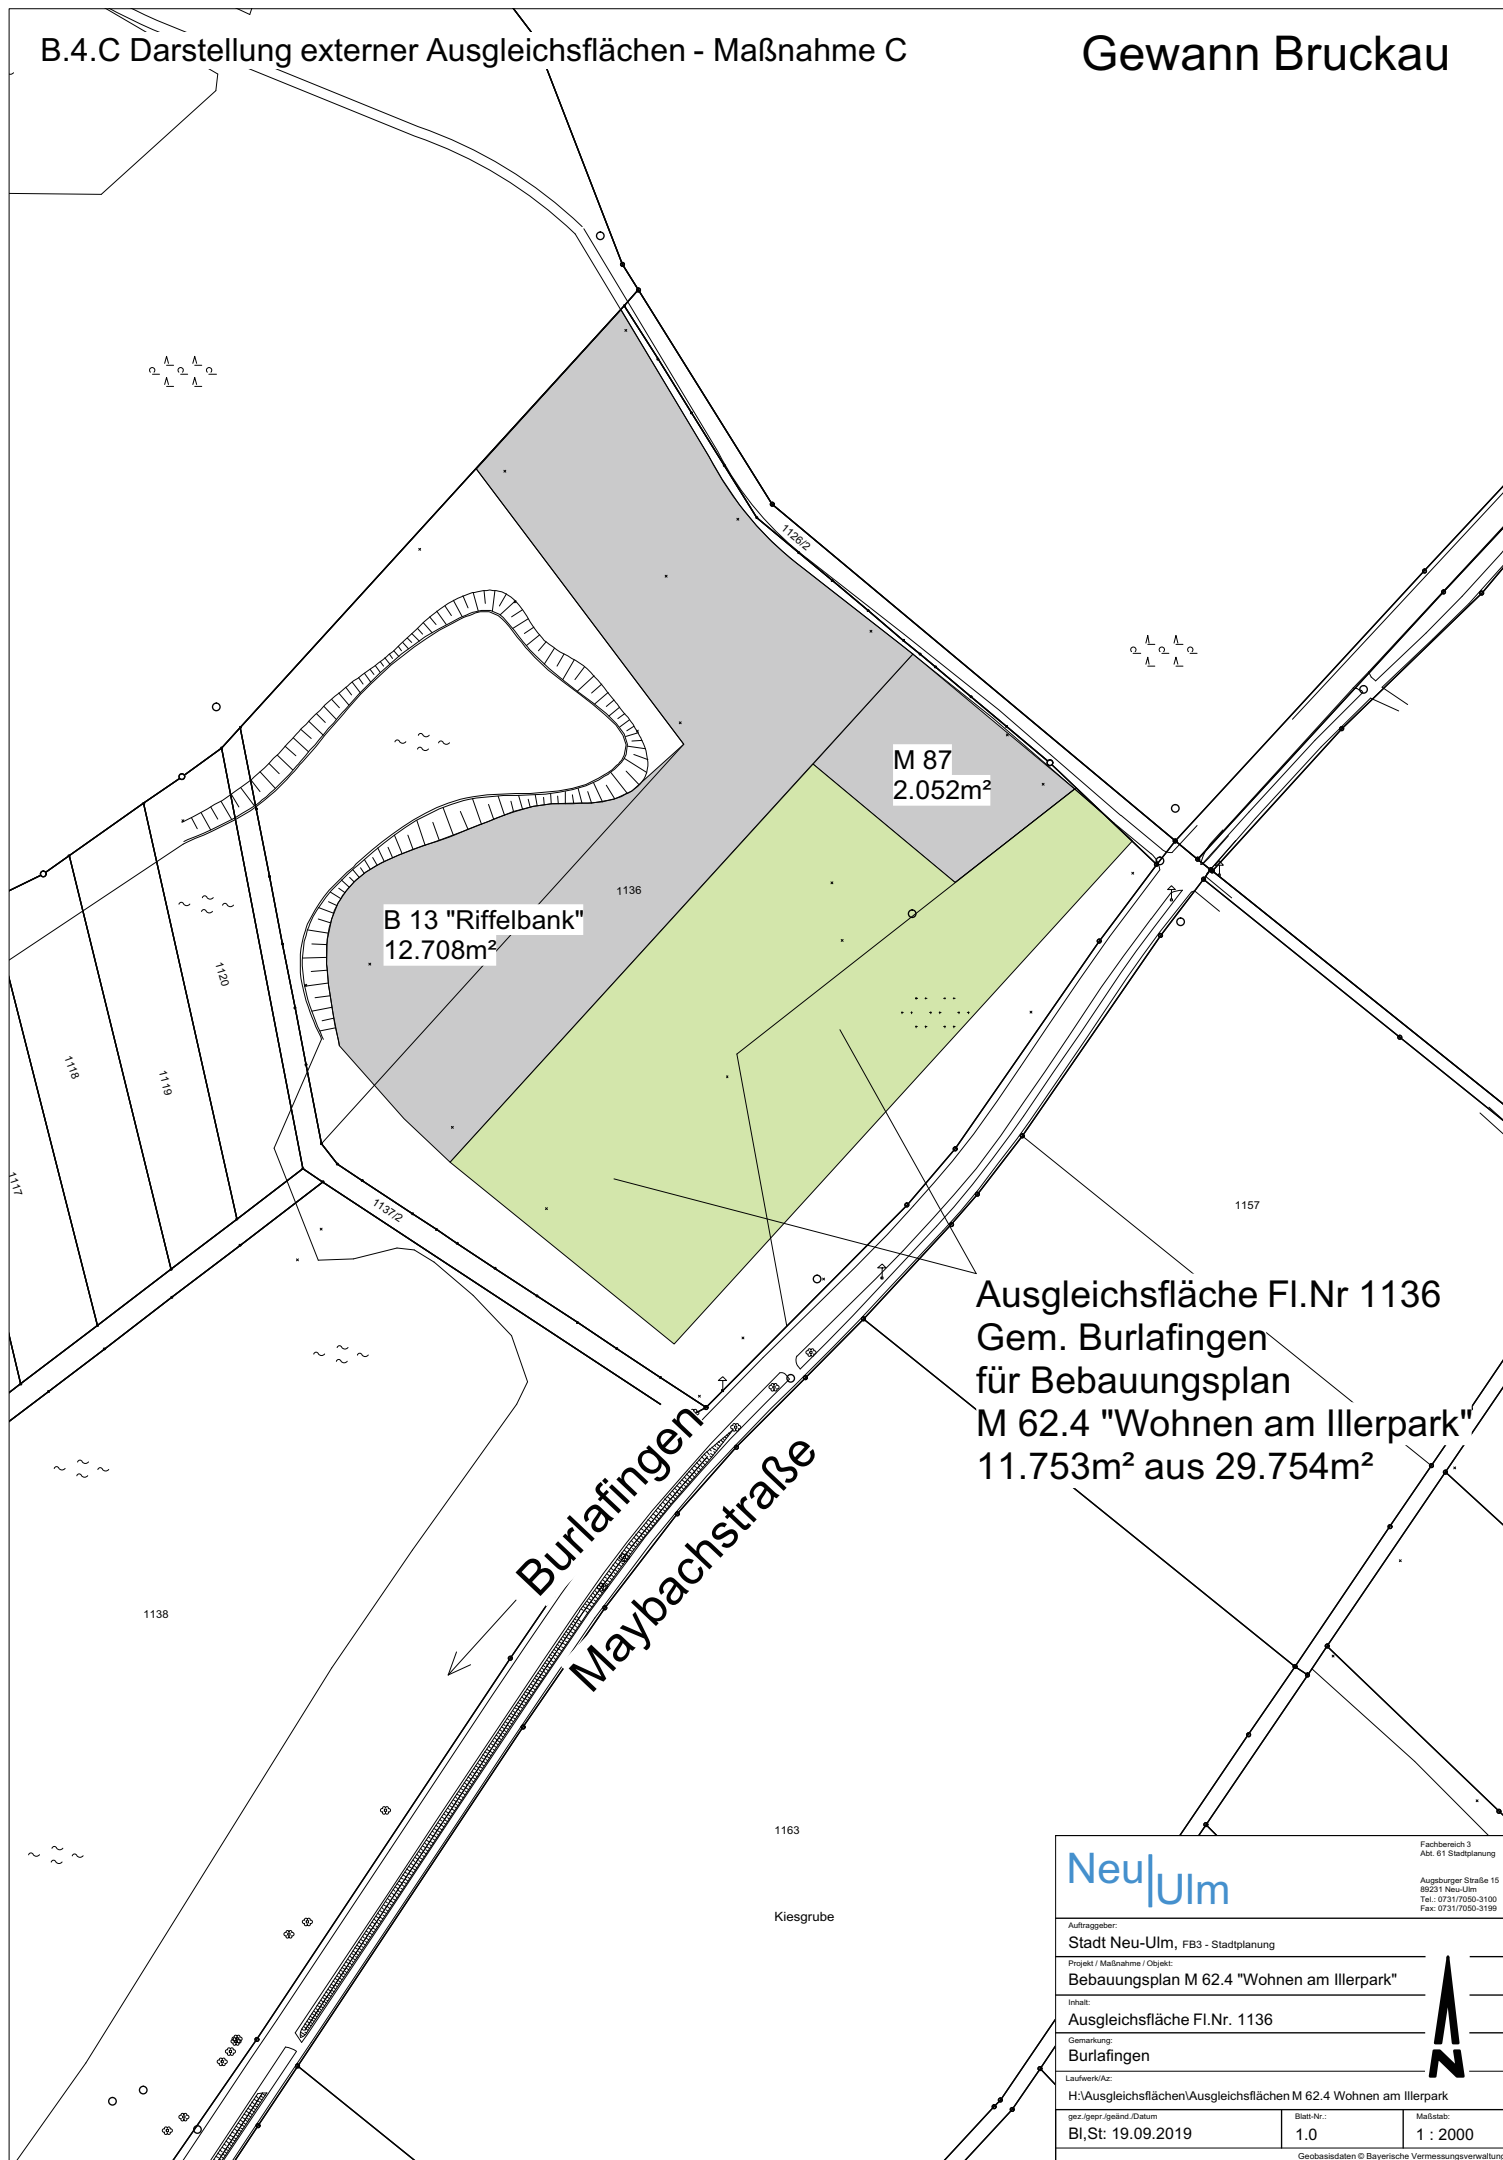 B.4.C Darstellung externer Ausgleichsflächen - Maßnahme C
Gewann Bruckau
1126/2
M 87
2.052m²
1136
B 13 "Riffelbank"
12.708m²
1120
1118
1119
1117
1137/2
1157
Ausgleichsfläche Fl.Nr 1136
Gem. Burlafingen
für Bebauungsplan
M 62.4 "Wohnen am Illerpark"
11.753m² aus 29.754m²
Burlafingen
Maybachstraße
1138
1163
Kiesgrube
Neu Ulm
Fachbereich 3
Abt. 61 Stadtplanung
Augsburger Straße 15
89231 Neu-Ulm
Tel.: 0731/7050-3100
Fax: 0731/7050-3199
Auftraggeber:
Stadt Neu-Ulm, FB3 - Stadtplanung
Projekt / Maßnahme / Objekt:
Bebauungsplan M 62.4 "Wohnen am Illerpark"
Inhalt:
Ausgleichsfläche Fl.Nr. 1136
Gemarkung:
Burlafingen
Laufwerk/Az:
H:\Ausgleichsflächen\Ausgleichsflächen M 62.4 Wohnen am Illerpark
N
gez./gepr./geänd./Datum
Bl,St: 19.09.2019
Blatt-Nr.:
1.0
Maßstab:
1 : 2000
Geobasisdaten © Bayerische Vermessungsverwaltung